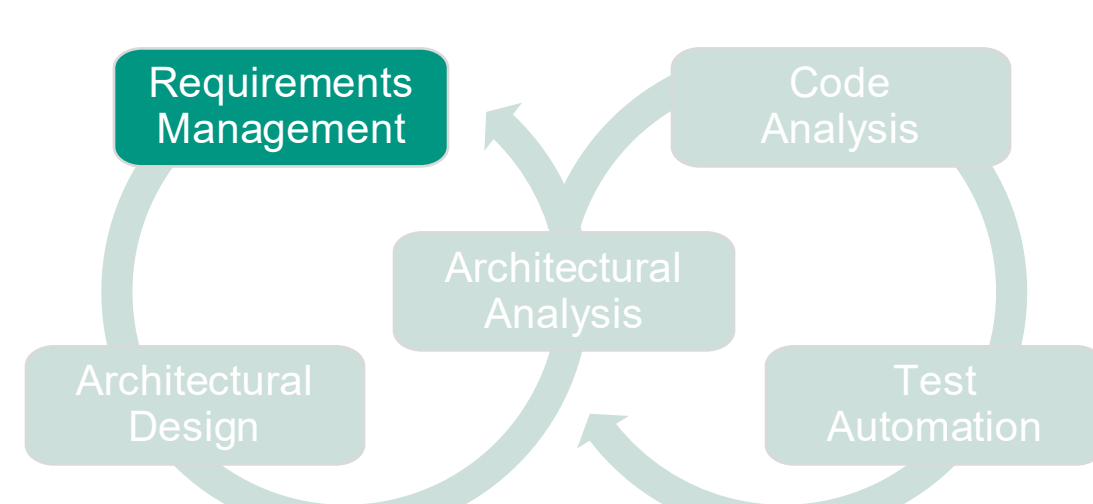 Requirements
Management
Code
Analysis
Architectural
Analysis
Architectural
Design
Test
Automation